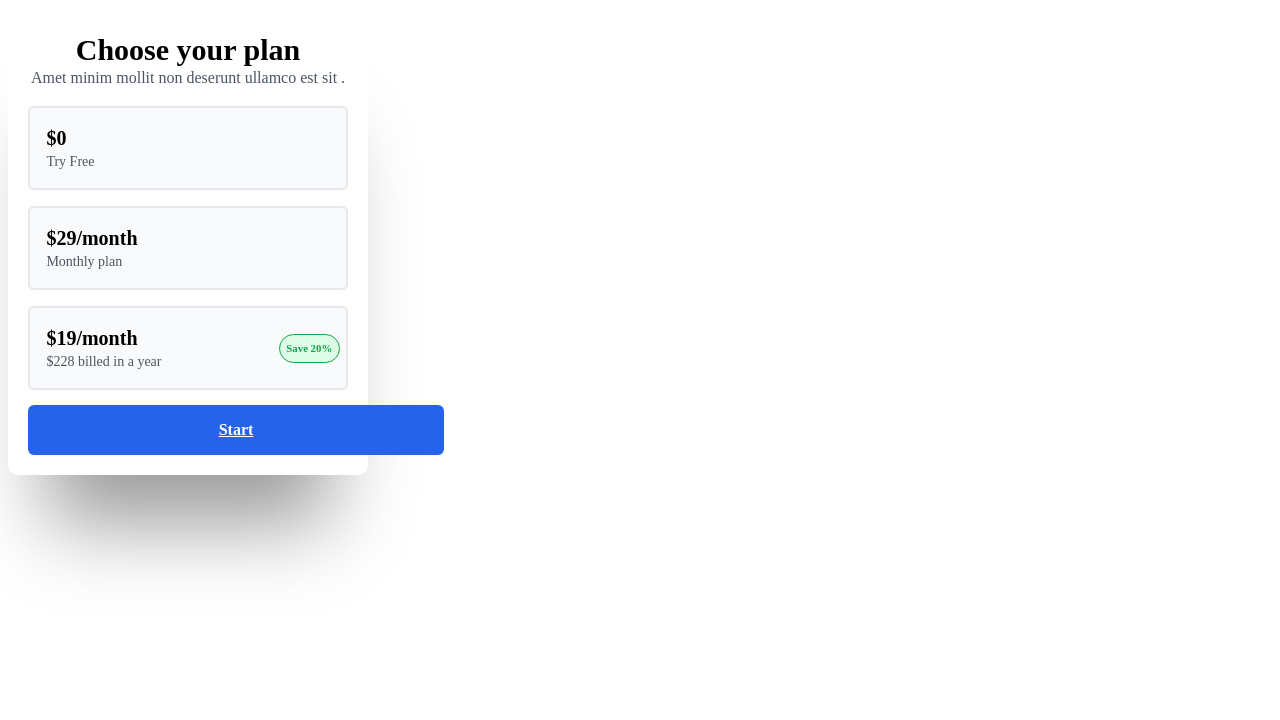 Choose your plan
Amet minim mollit non deserunt ullamco est sit .
$0
Try Free
$29/month
Monthly plan
$19/month
$228 billed in a year
Save 20%
Start